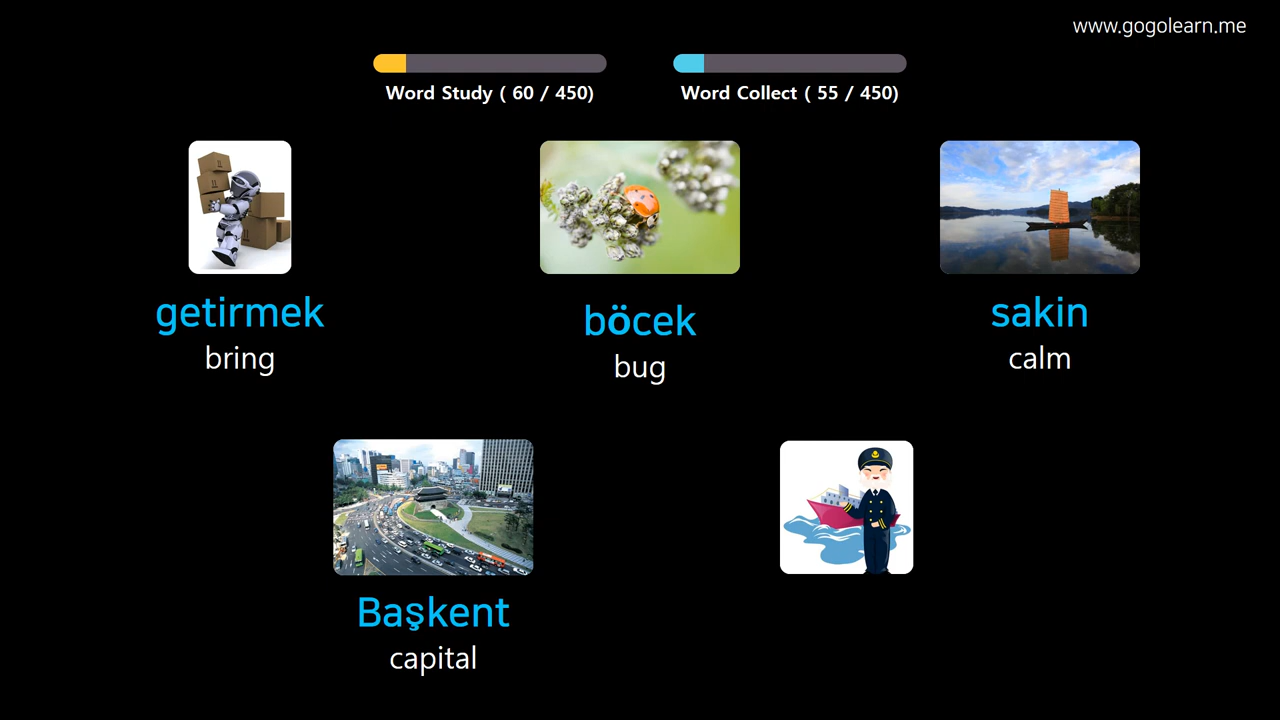 www.gogolearn.me
Word Study ( 60 / 450)
Word Collect ( 55 / 450)
getirmek
bring
böcek
bug
sakin
calm
Başkent
capital